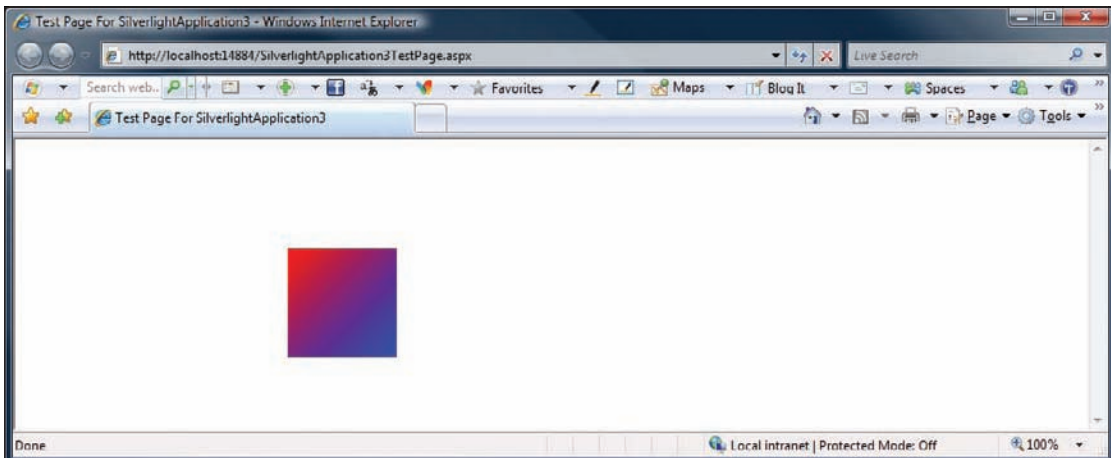 Test Page For SilverlightApplication3 - Windows Internet Explorer
http://localhost:14884/SilverlightApplication3TestPage.aspx
Live Search
Search web..
Favorites
Maps
Blog It
Spaces
Test Page For SilverlightApplication3
Page
Tools
Done
Local intranet | Protected Mode: Off
100%